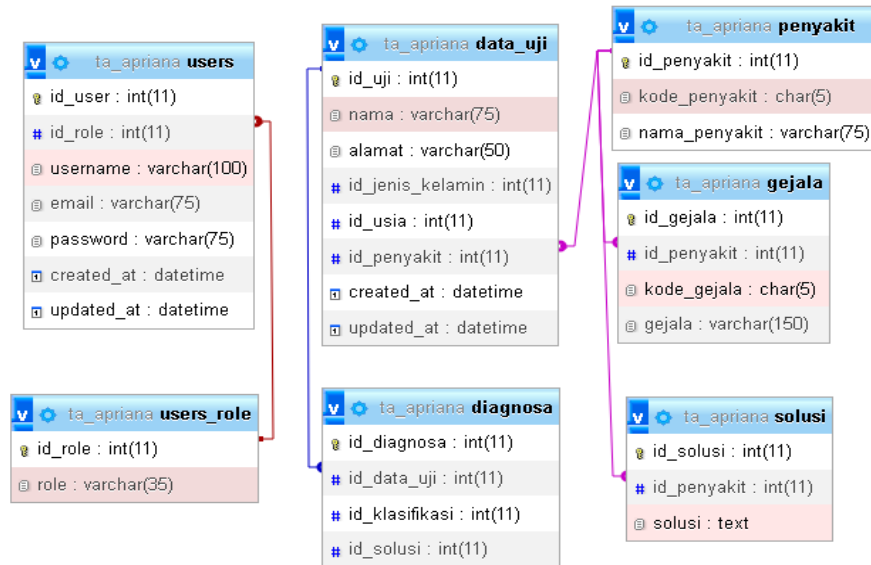 ta_apriana users
id_user : int(11)
id_role : int(11)
username : varchar(100)
email : varchar(75)
password : varchar(75)
created_at : datetime
updated_at : datetime
ta_apriana users_role
id_role : int(11)
role : varchar(35)
ta_apriana data_uji
id_uji : int(11)
nama : varchar(75)
alamat : varchar(50)
id_jenis_kelamin : int(11)
id_usia : int(11)
id_penyakit : int(11)
created_at : datetime
updated_at : datetime
ta_apriana diagnosa
id_diagnosa : int(11)
id_data_uji : int(11)
id_klasifikasi : int(11)
id_solusi : int(11)
ta_apriana penyakit
id_penyakit : int(11)
kode_penyakit : char(5)
nama_penyakit : varchar(75)
ta_apriana gejala
id_gejala : int(11)
id_penyakit : int(11)
kode_gejala : char(5)
gejala : varchar(150)
ta_apriana solusi
id_solusi : int(11)
id_penyakit : int(11)
solusi : text